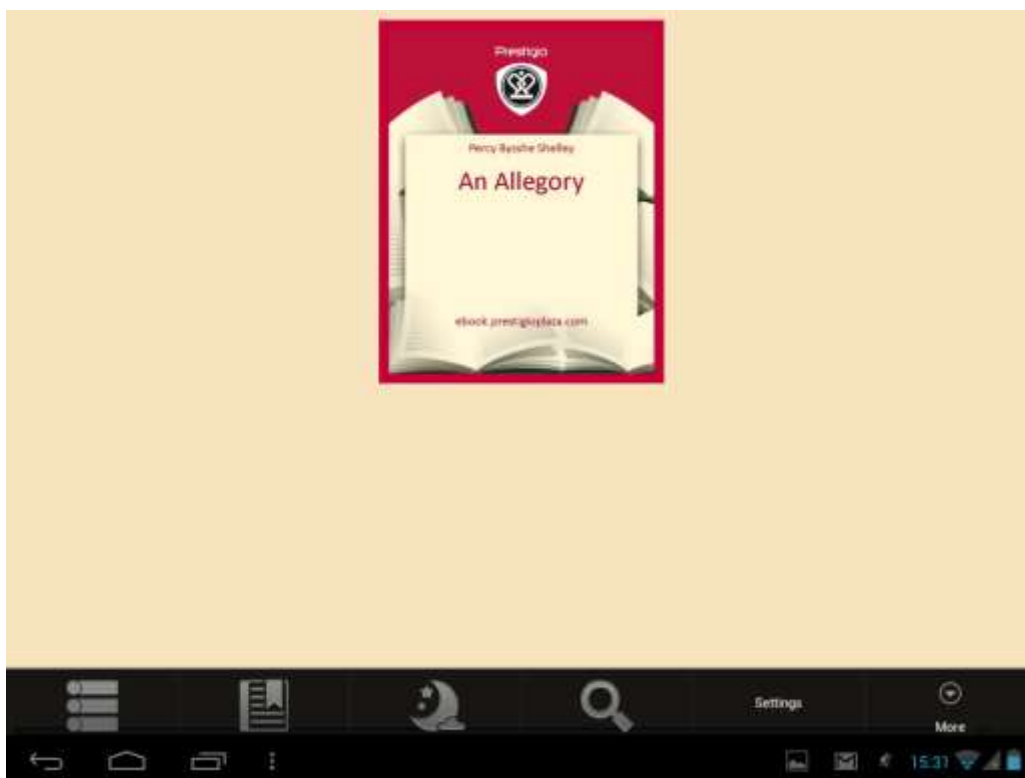 Prestigio
Percy Bysshe Shelley
An Allegory
ebook.prestigioplaza.com
Settings
More
15:31